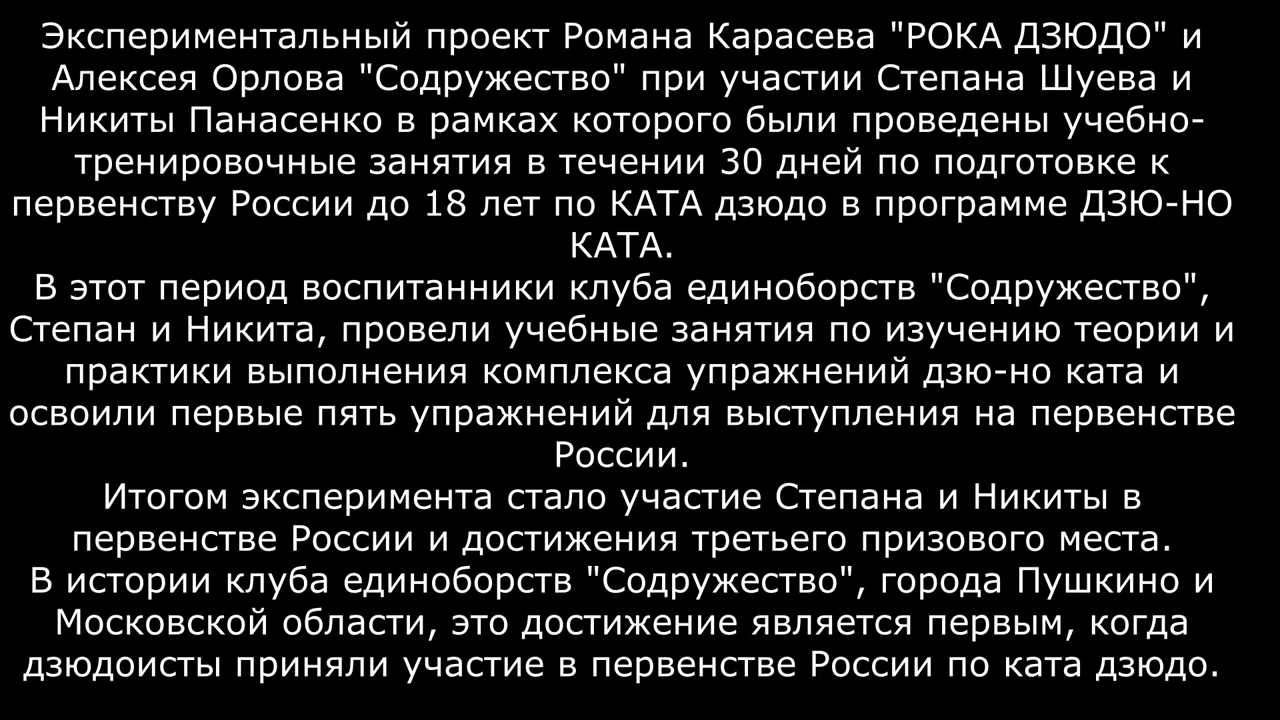 Экспериментальный проект Романа Карасева "РОКА ДЗЮДО" и
Алексея Орлова "Содружество" при участии Степана Шуева и
Никиты Панасенко в рамках которого были проведены учебно-
тренировочные занятия в течении 30 дней по подготовке к
первенству России до 18 лет по КАТА дзюдо в программе ДЗЮ-НО
КАТА.
В этот период воспитанники клуба единоборств "Содружество",
Степан и Никита, провели учебные занятия по изучению теории и
практики выполнения комплекса упражнений дзю-но ката и
освоили первые пять упражнений для выступления на первенстве
России.
Итогом эксперимента стало участие Степана и Никиты в
первенстве России и достижения третьего призового места.
В истории клуба единоборств "Содружество", города Пушкино и
Московской области, это достижение является первым, когда
дзюдоисты приняли участие в первенстве России по ката дзюдо.